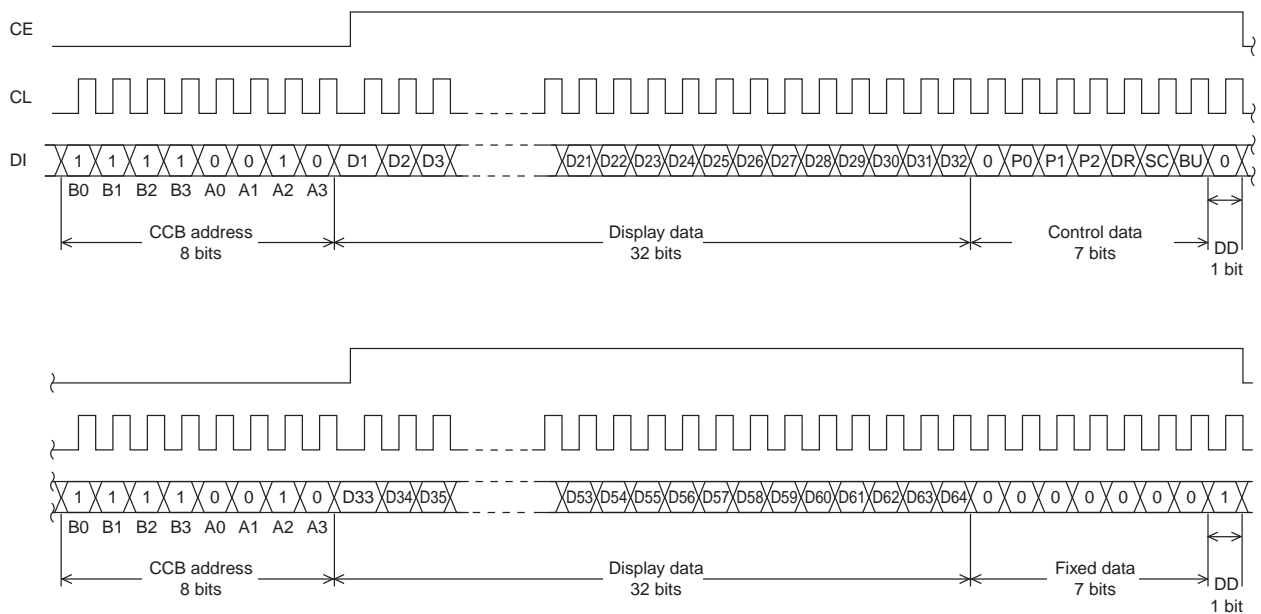 CE
CL
DI 1 1 1 1 0 0 1 0 D1 D2 D3 D21 D22 D23 D24 D25 D26 D27 D28 D29 D30 D31 D32 0 P0 P1 P2 DR SC BU 0
B0 B1 B2 B3 A0 A1 A2 A3
CCB address Display data Control data DD
8 bits 32 bits 7 bits 1 bit
1 1 1 1 0 0 1 0 D33 D34 D35 D53 D54 D55 D56 D57 D58 D59 D60 D61 D62 D63 D64 0 0 0 0 0 0 0 1
B0 B1 B2 B3 A0 A1 A2 A3
CCB address Display data Fixed data DD
8 bits 32 bits 7 bits 1 bit